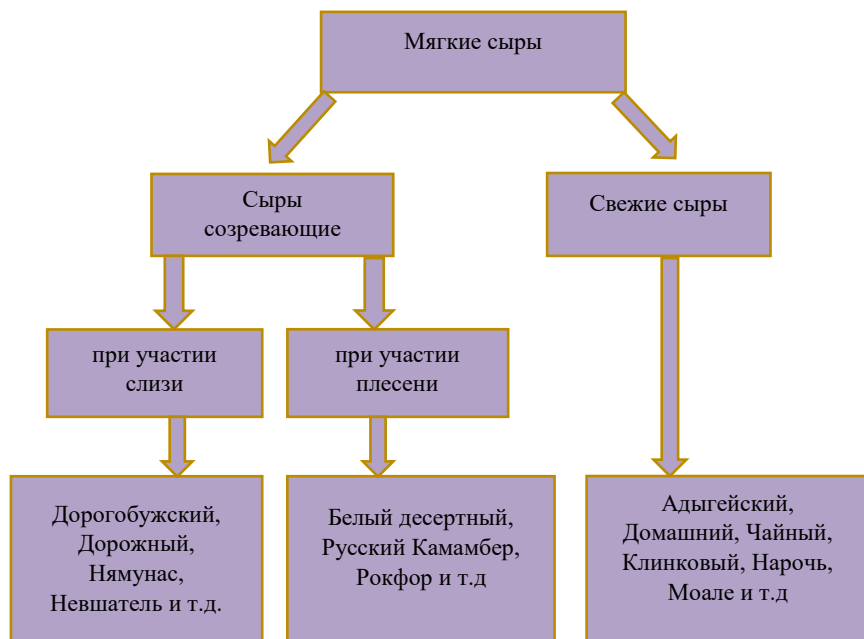 Мягкие сыры
Сыры
созревающие
Свежие сыры
при участии
слизи
при участии
плесени
Дорогобужский,
Дорожный,
Нямунас,
Невшатель и т.д.
Белый десертный,
Русский Камамбер,
Рокфор и т.д
Адыгейский,
Домашний, Чайный,
Клинковый, Нарочь,
Моале и т.д